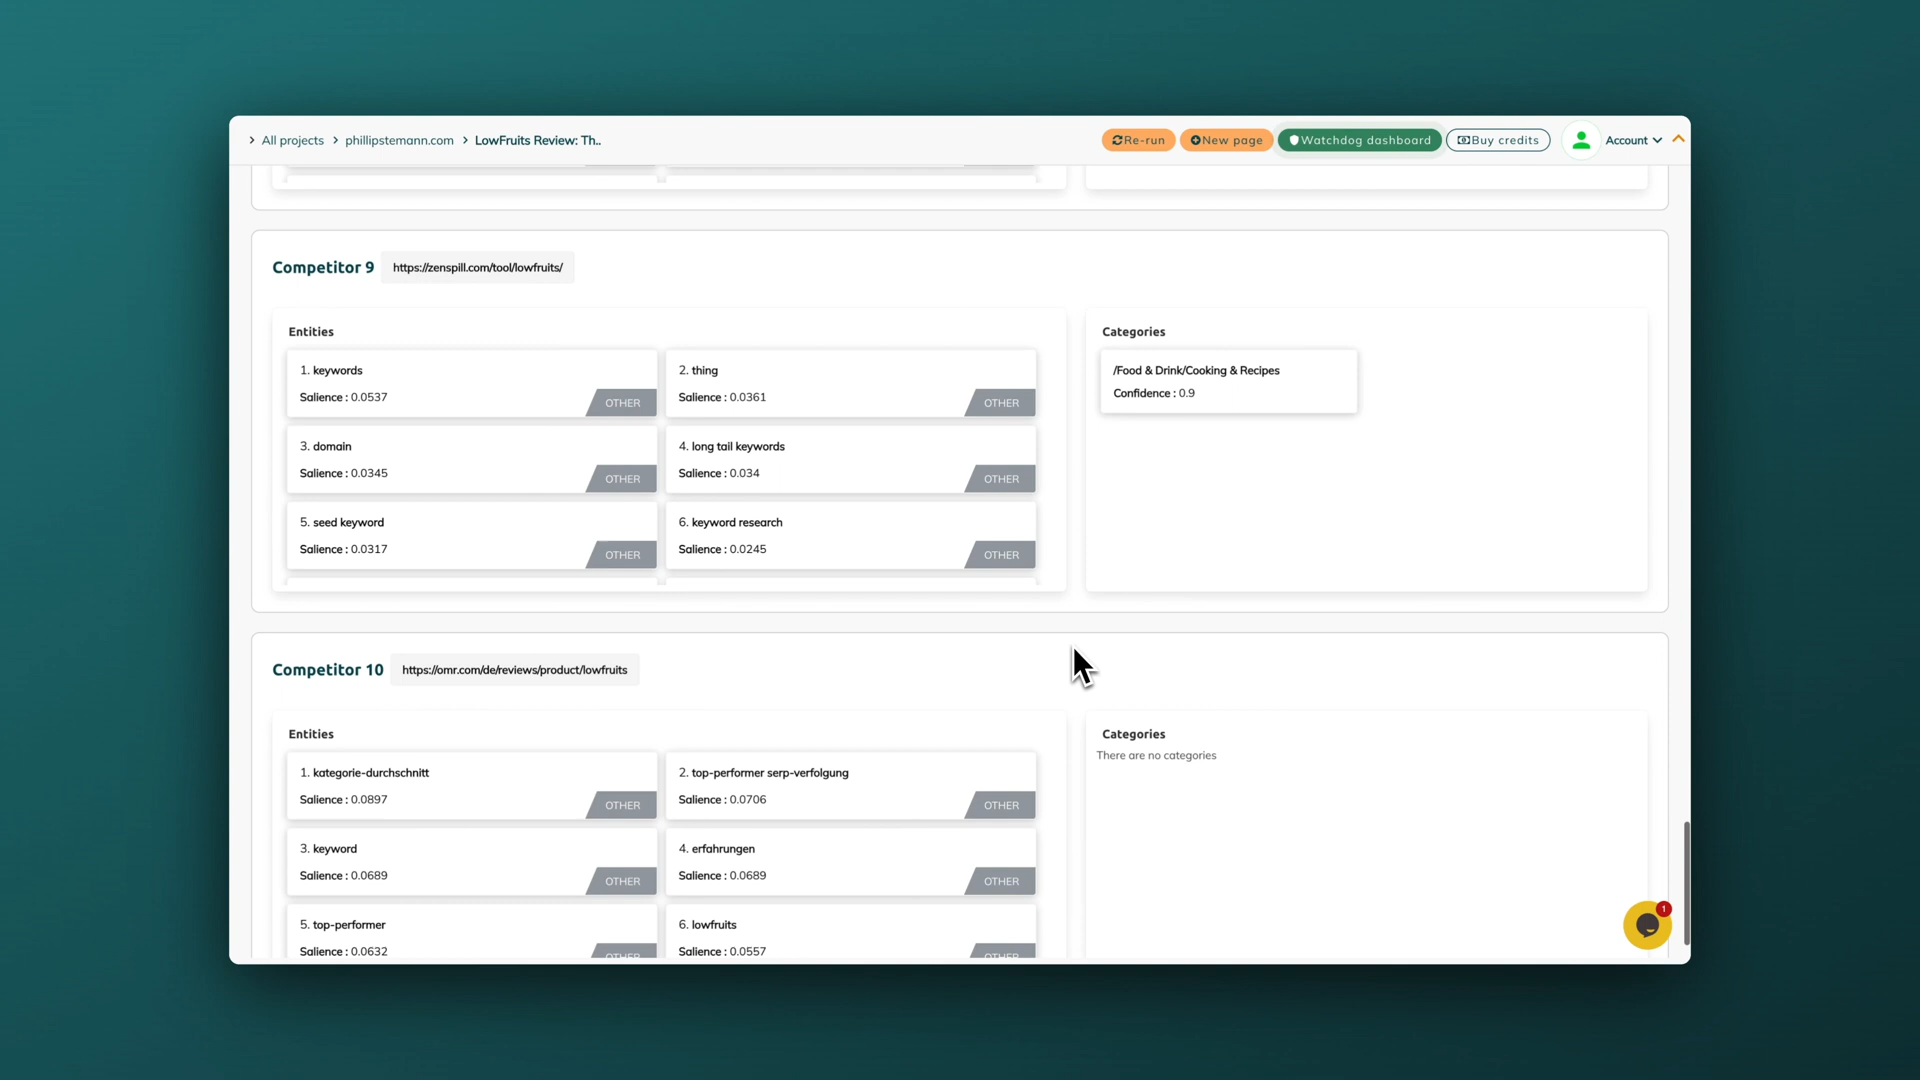 All projects > phillipstemann.com > LowFruits Review: Th..
Re-run
New page
Watchdog dashboard
Buy credits
Account
Competitor 9
https://zenspill.com/tool/lowfruits/
Entities
1. keywords
Salience : 0.0537
OTHER
2. thing
Salience : 0.0361
OTHER
3. domain
Salience : 0.0345
OTHER
4. long tail keywords
Salience : 0.034
OTHER
5. seed keyword
Salience : 0.0317
OTHER
6. keyword research
Salience : 0.0245
OTHER
Categories
/Food & Drink/Cooking & Recipes
Confidence : 0.9
Competitor 10
https://omr.com/de/reviews/product/lowfruits
Entities
1. kategorie-durchschnitt
Salience : 0.0897
OTHER
2. top-performer serp-verfolgung
Salience : 0.0706
OTHER
3. keyword
Salience : 0.0689
OTHER
4. erfahrungen
Salience : 0.0689
OTHER
5. top-performer
Salience : 0.0632
OTHER
6. lowfruits
Salience : 0.0557
OTHER
Categories
There are no categories
1